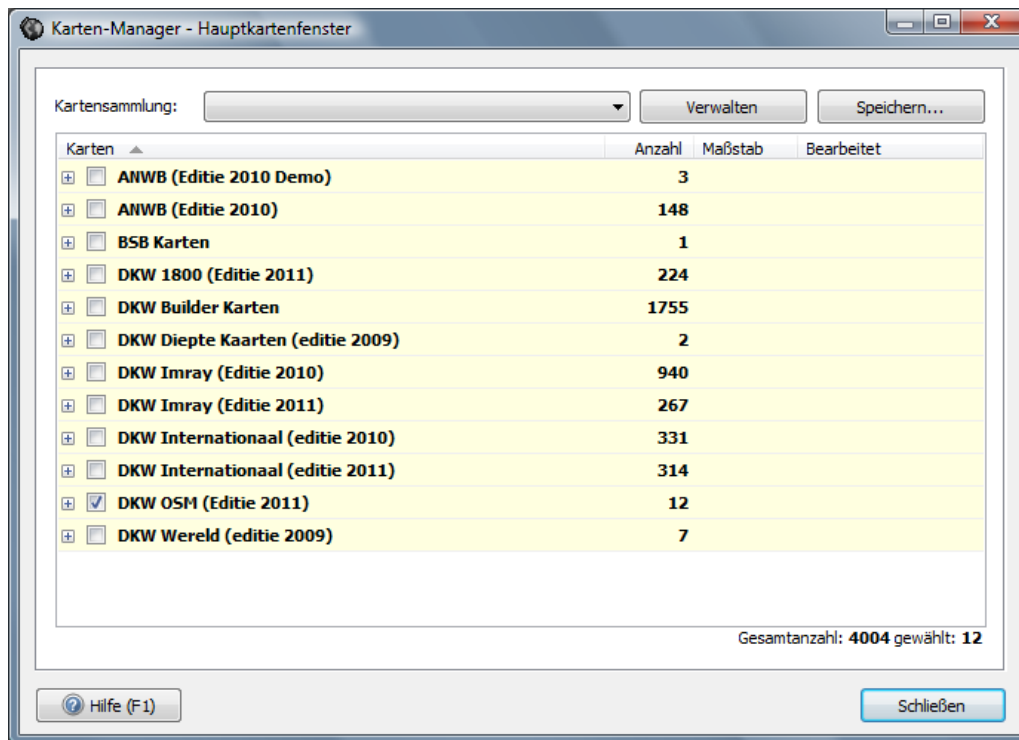 Karten-Manager - Hauptkartenfenster
Kartensammlung: Verwalten Speichern...
Karten Anzahl Maßstab Bearbeitet
ANWB (Editie 2010 Demo) 3
ANWB (Editie 2010) 148
BSB Karten 1
DKW 1800 (Editie 2011) 224
DKW Builder Karten 1755
DKW Diepte Kaarten (editie 2009) 2
DKW Imray (Editie 2010) 940
DKW Imray (Editie 2011) 267
DKW Internationaal (editie 2010) 331
DKW Internationaal (editie 2011) 314
DKW OSM (Editie 2011) 12
DKW Wereld (editie 2009) 7
Gesamtanzahl: 4004 gewählt: 12
Hilfe (F1) Schließen